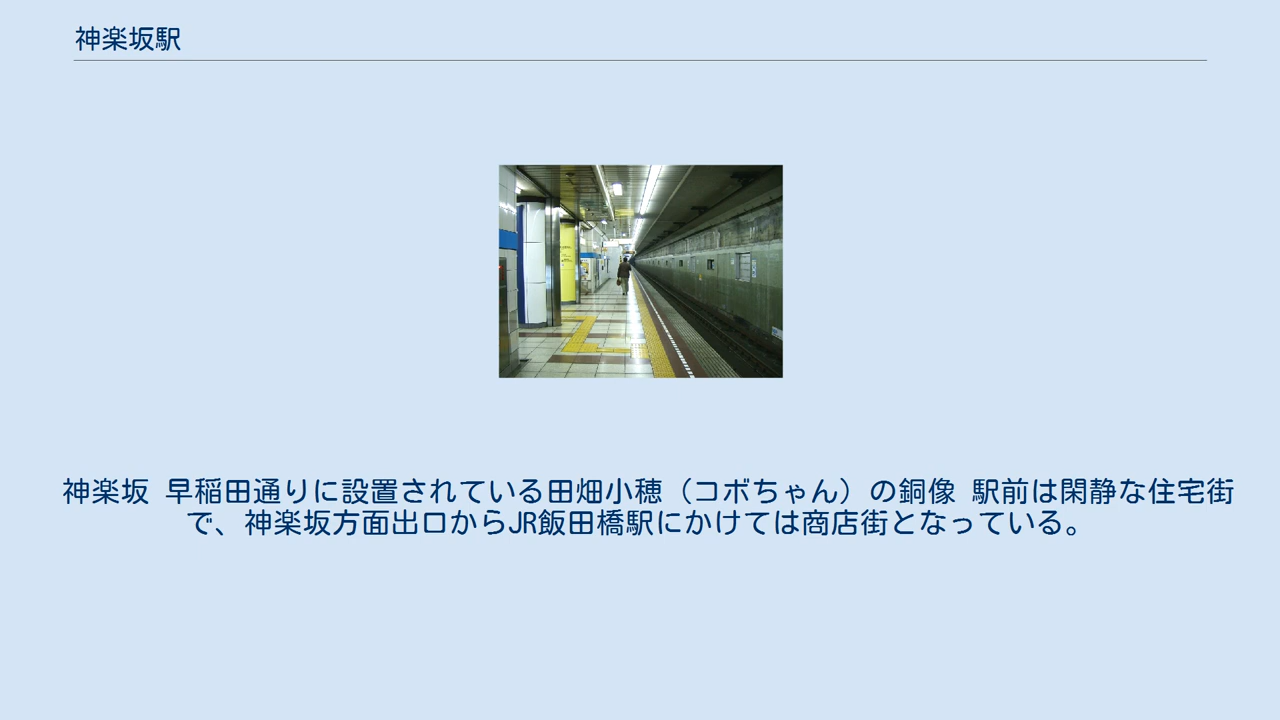 神楽坂駅
神楽坂 早稲田通りに設置されている田畑小穂（コボちゃん）の銅像 駅前は閑静な住宅街
で、神楽坂方面出口からJR飯田橋駅にかけては商店街となっている。